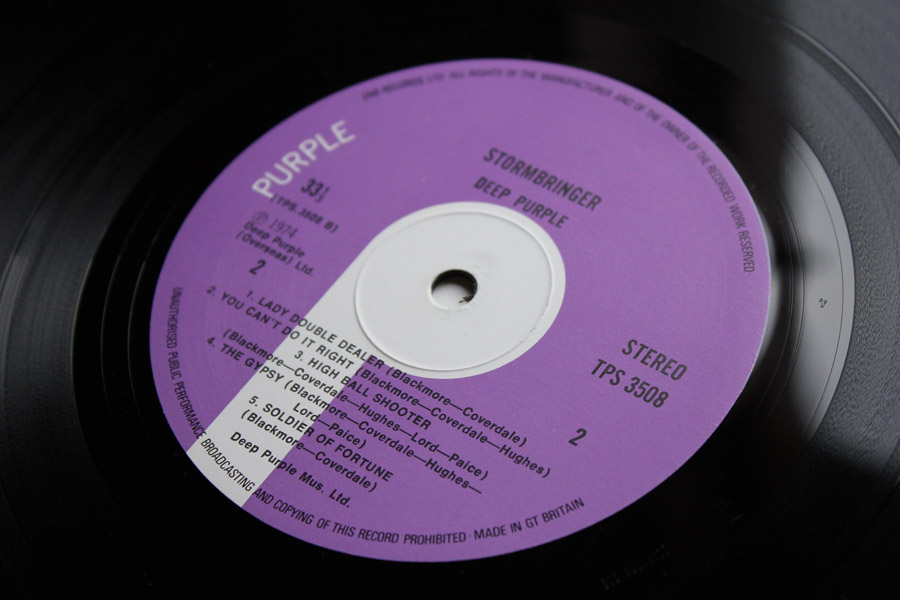 EMI RECORDS LTD ALL RIGHTS OF THE MANUFACTURER AND OF THE OWNER OF THE RECORDED WORK RESERVED·
PURPLE
STORMBRINGER
DEEP PURPLE
33⅓
(TPS.3508 B)
Ⓟ 1974
Deep Purple
(Overseas) Ltd.
2
STEREO
TPS 3508
2
1. LADY DOUBLE DEALER (Blackmore—Coverdale)
2. YOU CAN'T DO IT RIGHT (Blackmore—Coverdale—Hughes)
3. HIGH BALL SHOOTER
(Blackmore—Coverdale—Hughes—Lord—Paice)
4. THE GYPSY (Blackmore—Coverdale—Hughes—
Lord—Paice)
5. SOLDIER OF FORTUNE
(Blackmore—Coverdale)
Deep Purple Mus. Ltd.
UNAUTHORISED PUBLIC PERFORMANCE BROADCASTING AND COPYING OF THIS RECORD PROHIBITED·MADE IN GT BRITAIN